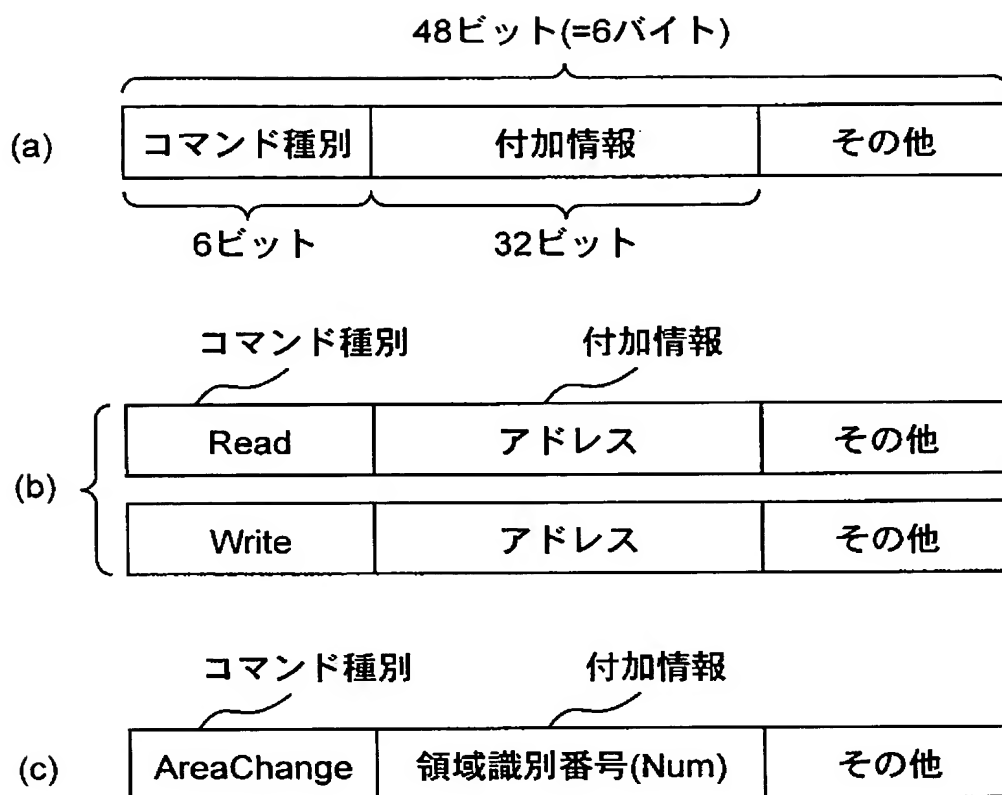 48ビット(=6バイト)
(a) コマンド種別 付加情報 その他
6ビット 32ビット
コマンド種別 付加情報
Read アドレス その他
(b)
Write アドレス その他
コマンド種別 付加情報
(c) AreaChange 領域識別番号(Num) その他